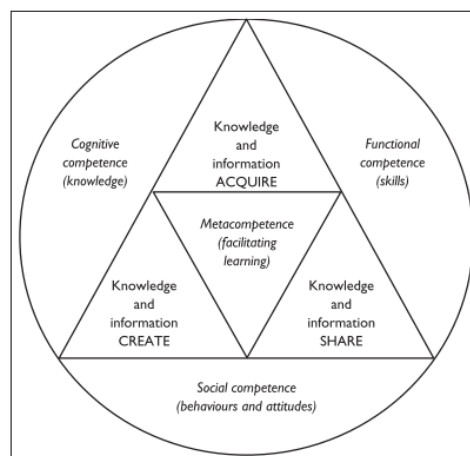 Knowledge
and
information
ACQUIRE
Cognitive
competence
(knowledge)
Functional
competence
(skills)
Metacompetence
(facilitating
learning)
Knowledge
and
information
CREATE
Knowledge
and
information
SHARE
Social competence
(behaviours and attitudes)